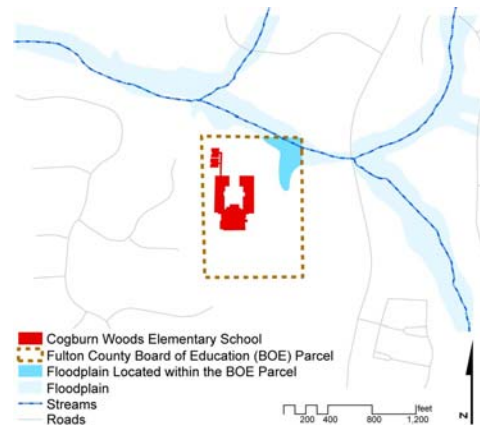 Cogburn Woods Elementary School
Fulton County Board of Education (BOE) Parcel
Floodplain Located within the BOE Parcel
Floodplain
Streams
Roads
feet
200 400 800 1,200
N